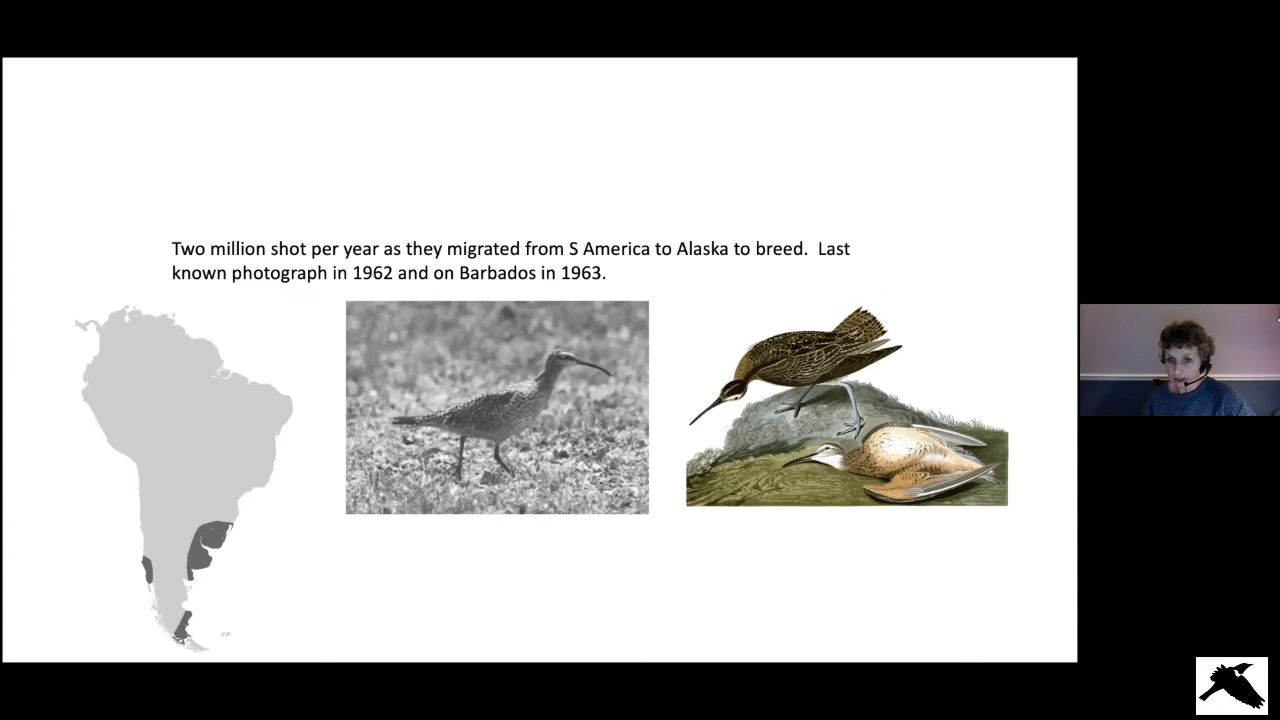 Two million shot per year as they migrated from S America to Alaska to breed.  Last
known photograph in 1962 and on Barbados in 1963.